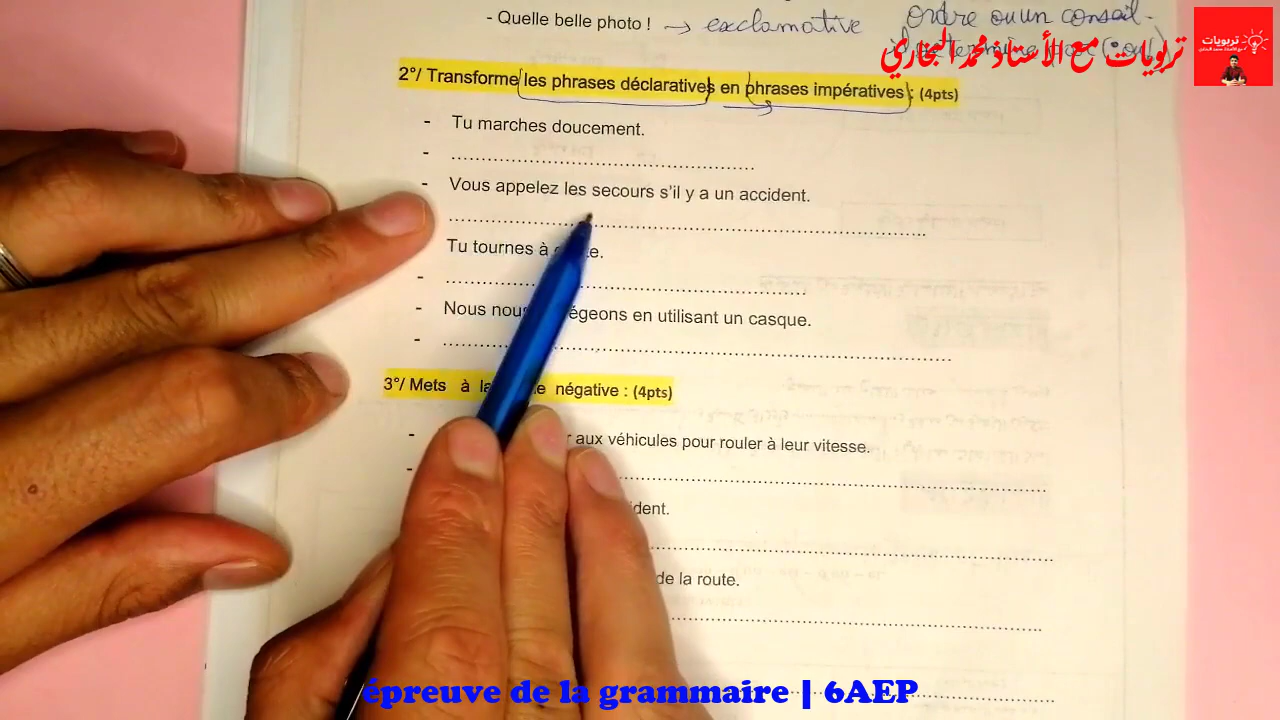 - Quelle belle photo ! → exclamative
ordre ou un conseil.
تربويات مع الأستاذ محمد البخاري
تربويات
2°/ Transforme les phrases déclaratives en phrases impératives : (4pts)
- Tu marches doucement.
- ................................................
- Vous appelez les secours s'il y a un accident.
................................................
Tu tournes à
- ................................................
- Nous égeons en utilisant un casque.
- ................................................
3°/ Mets à négative : (4pts)
- aux véhicules pour rouler à leur vitesse.
- ................................................
ident.
................................................
de la route.
................................................
................................................
épreuve de la grammaire | 6AEP